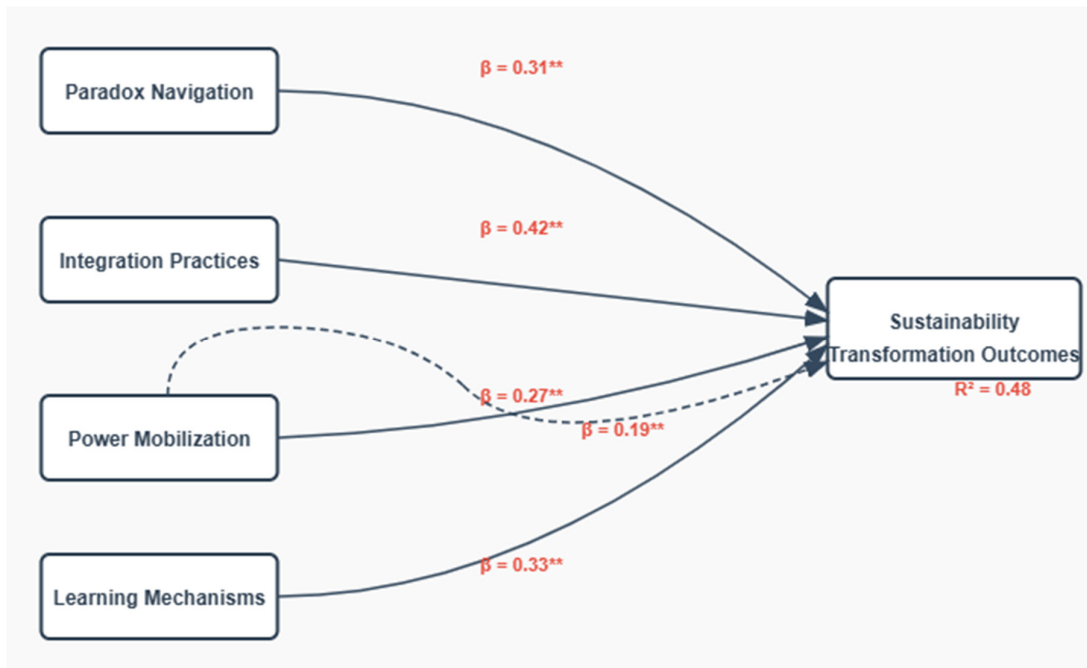 Paradox Navigation
β = 0.31**
Integration Practices
β = 0.42**
Sustainability
Transformation Outcomes
R² = 0.48
Power Mobilization
β = 0.27**
β = 0.19**
Learning Mechanisms
β = 0.33**